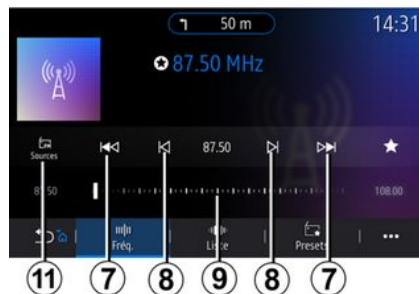 50 m
14:31
87.50 MHz
Sources
87.50
87.50
108.00
Fréq.
Liste
Presets
11
7
8
9
8
7